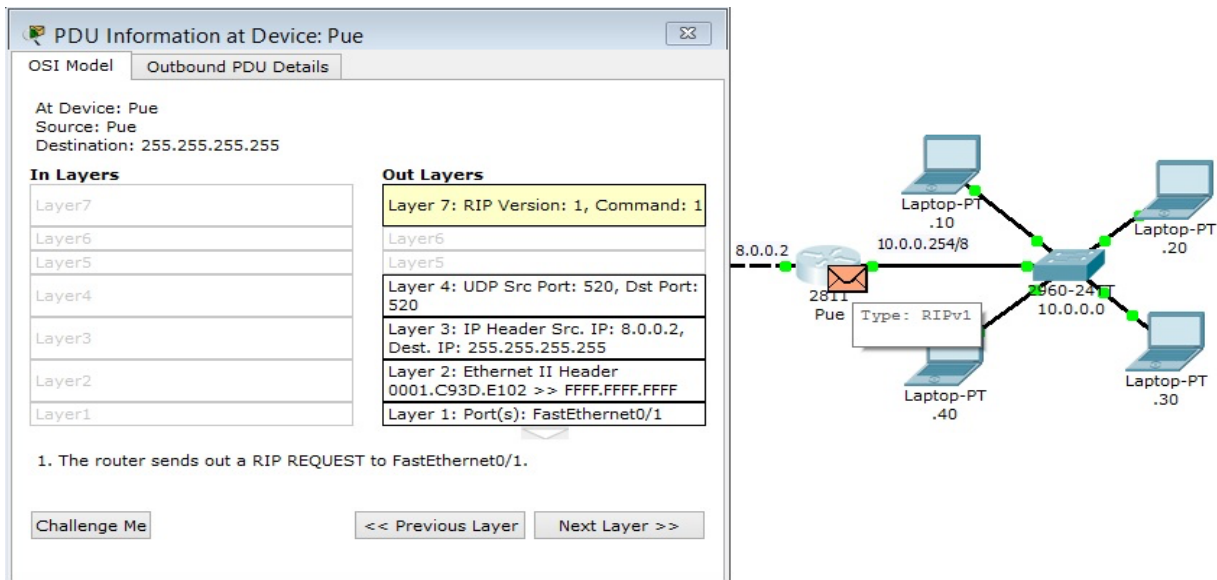 PDU Information at Device: Pue
OSI Model
Outbound PDU Details
At Device: Pue
Source: Pue
Destination: 255.255.255.255
In Layers
Layer7
Layer6
Layer5
Layer4
Layer3
Layer2
Layer1
Out Layers
Layer 7: RIP Version: 1, Command: 1
Layer6
Layer5
Layer 4: UDP Src Port: 520, Dst Port:
520
Layer 3: IP Header Src. IP: 8.0.0.2,
Dest. IP: 255.255.255.255
Layer 2: Ethernet II Header
0001.C93D.E102 >> FFFF.FFFF.FFFF
Layer 1: Port(s): FastEthernet0/1
1. The router sends out a RIP REQUEST to FastEthernet0/1.
Challenge Me
<< Previous Layer
Next Layer >>
Laptop-PT
.10
Laptop-PT
.20
8.0.0.2
10.0.0.254/8
2811
Pue
Type: RIPv1
2960-24TT
10.0.0.0
Laptop-PT
.40
Laptop-PT
.30